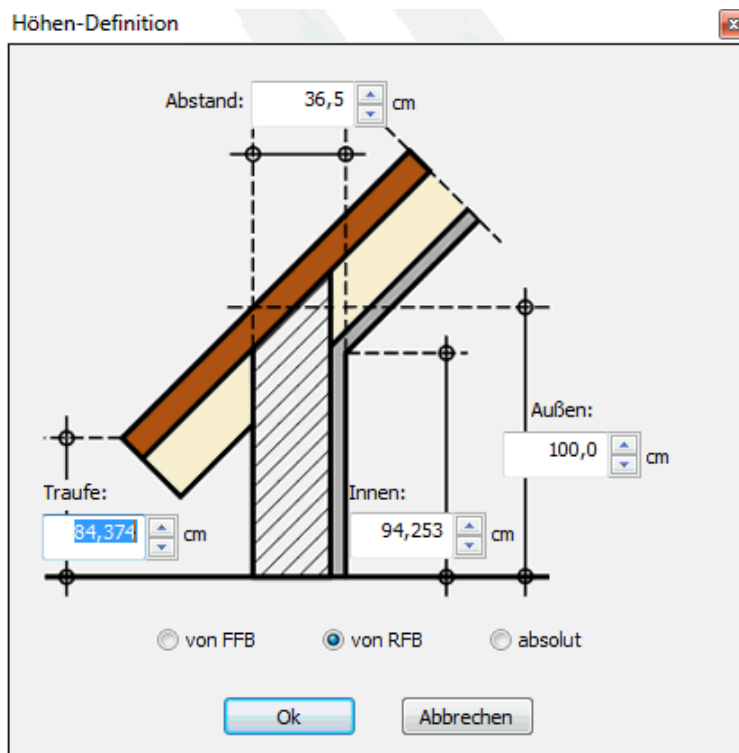 Höhen-Definition
Abstand: 36,5 cm
Außen:
100,0 cm
Traufe:
84,374 cm
Innen:
94,253 cm
von FFB von RFB absolut
Ok Abbrechen